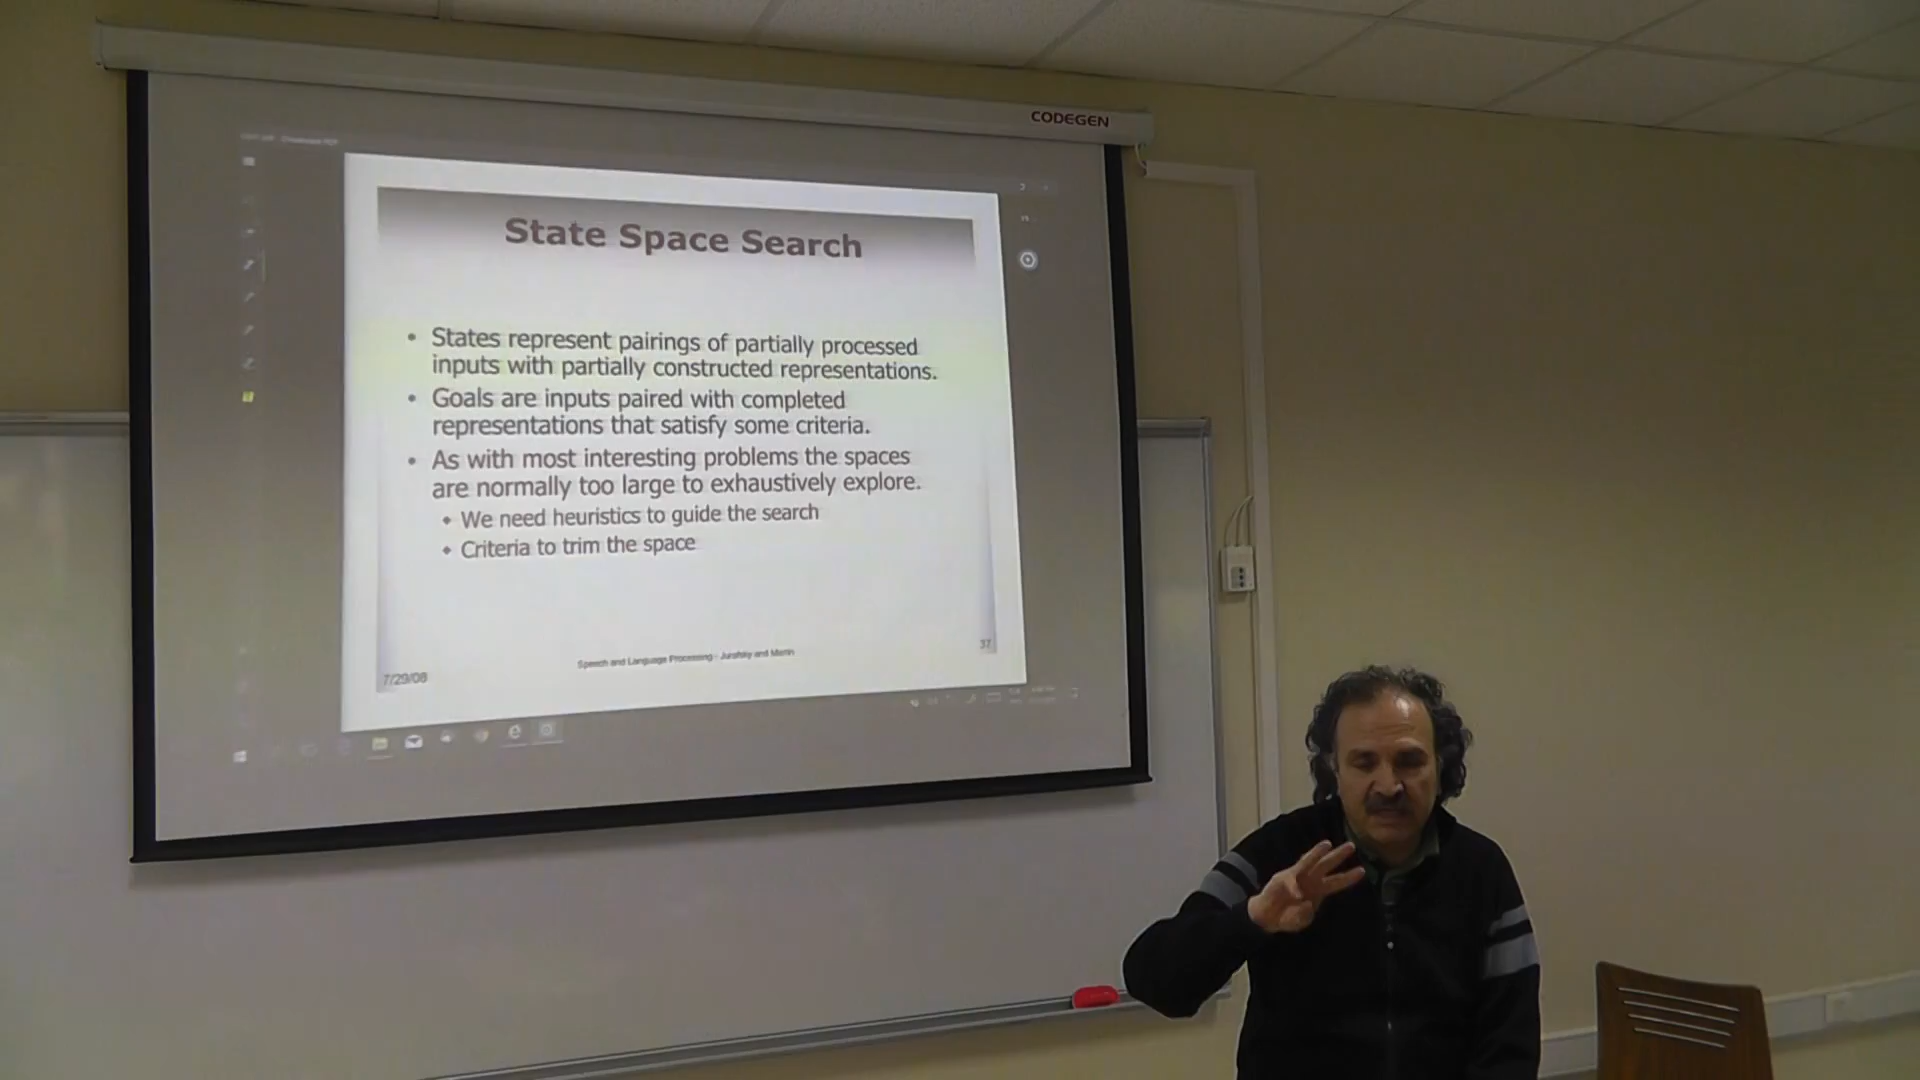 CODEGEN
State Space Search
• States represent pairings of partially processed
inputs with partially constructed representations.
• Goals are inputs paired with completed
representations that satisfy some criteria.
• As with most interesting problems the spaces
are normally too large to exhaustively explore.
• We need heuristics to guide the search
• Criteria to trim the space
7/29/08
Speech and Language Processing - Jurafsky and Martin
37